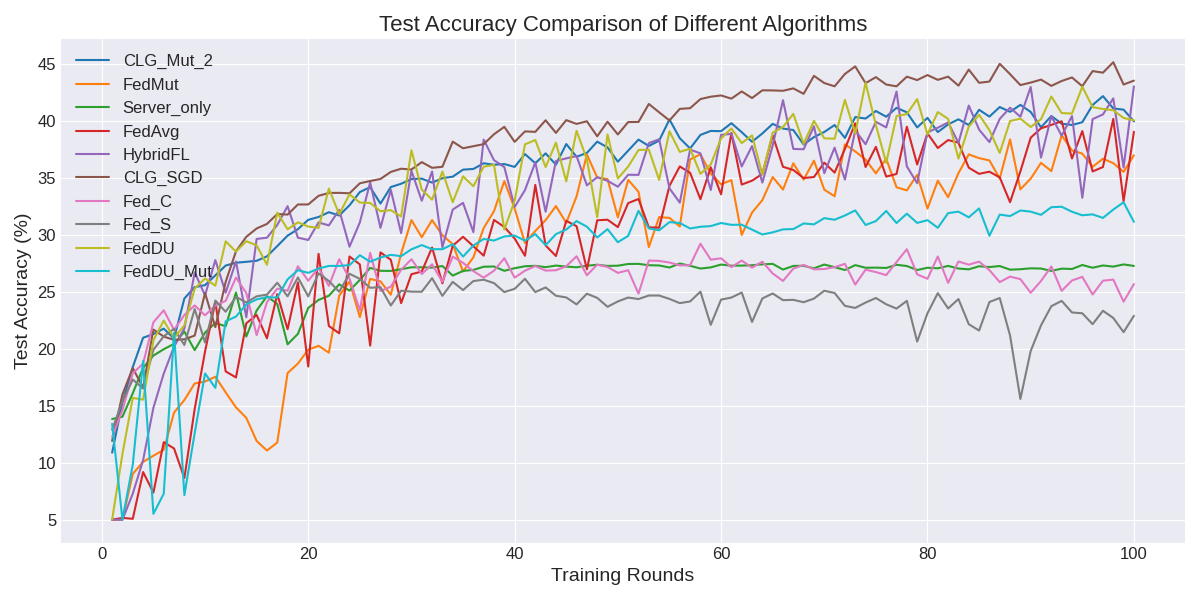 Test Accuracy Comparison of Different Algorithms
CLG_Mut_2
FedMut
Server_only
FedAvg
HybridFL
CLG_SGD
Fed_C
Fed_S
FedDU
FedDU_Mut
45
40
35
30
25
20
15
10
5
Test Accuracy (%)
0 20 40 60 80 100
Training Rounds